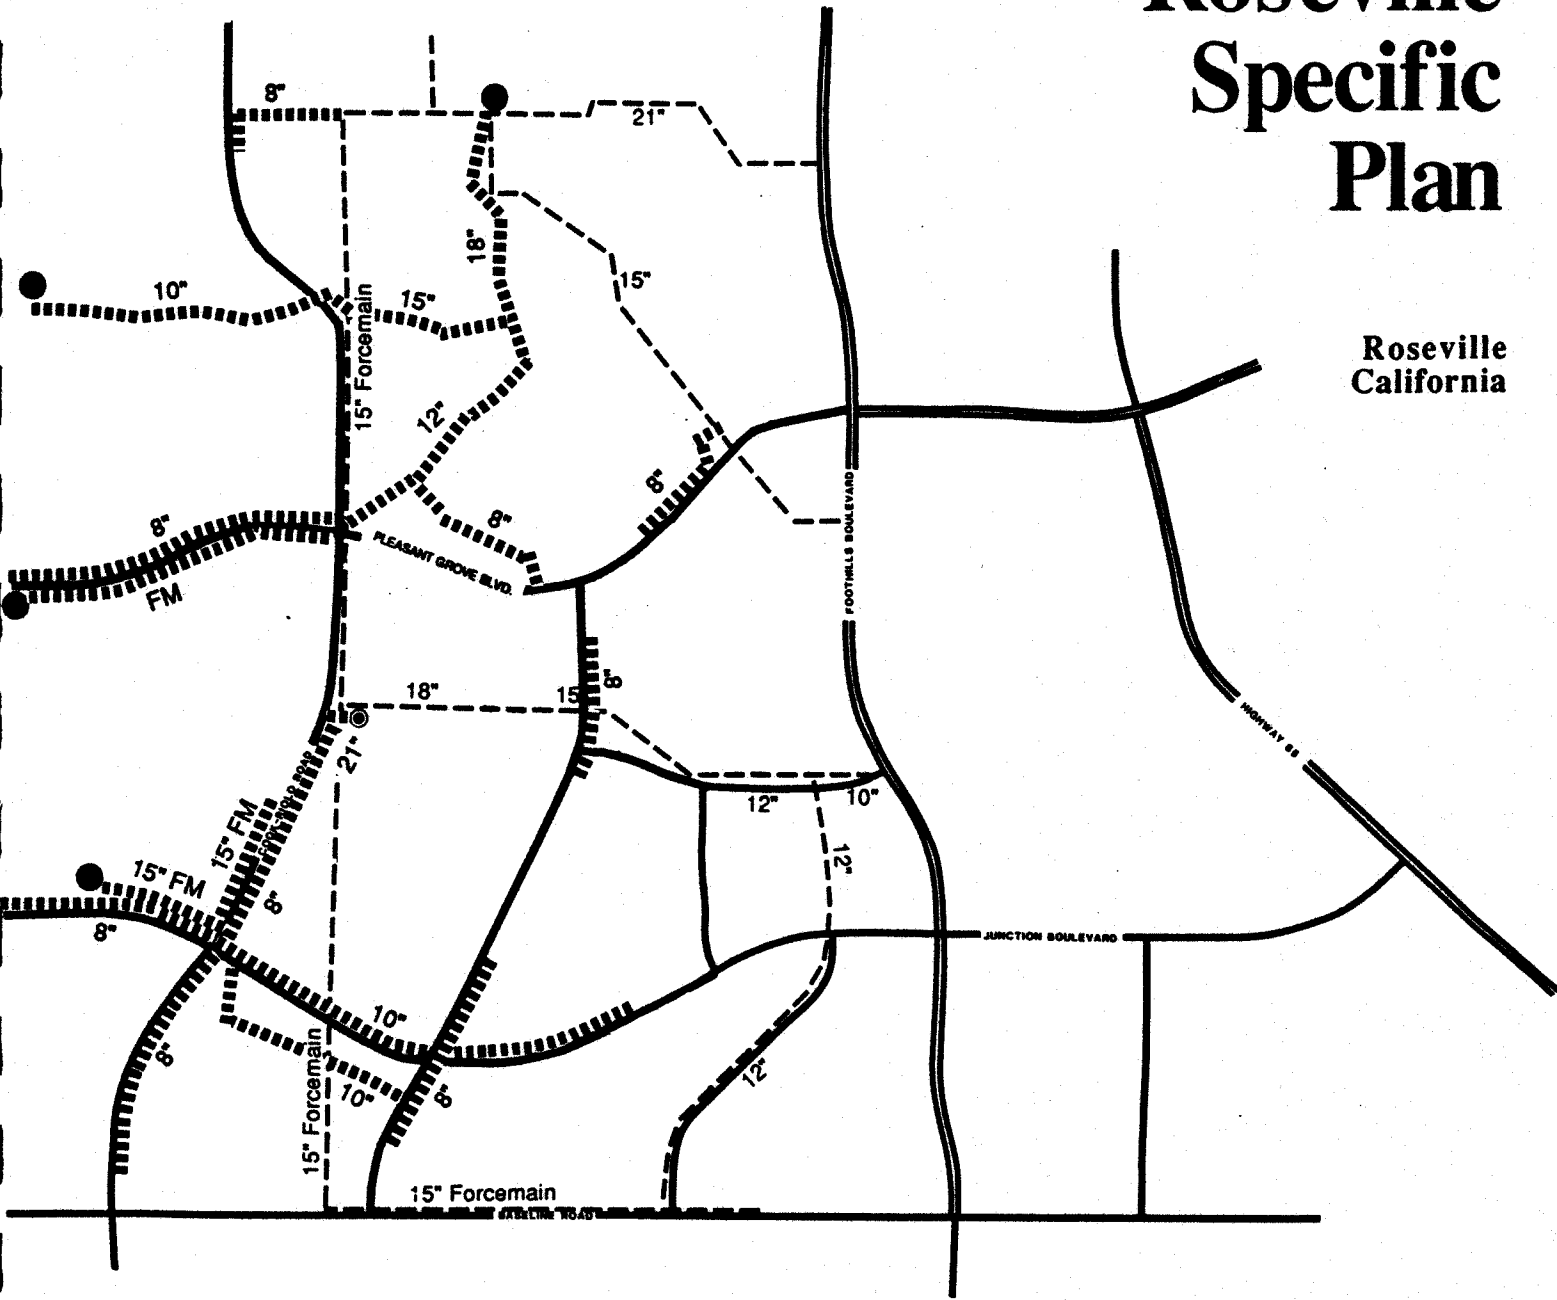 Specific
Plan
Roseville
California
8"
21"
18"
10"
15"
15"
15" Forcemain
12"
8"
8"
8"
PLEASANT GROVE BLVD.
FM
FOOTHILLS BOULEVARD
18"
15
8"
21"
HIGHWAY 65
12"
10"
15" FM
15" FM
12"
8"
8"
JUNCTION BOULEVARD
10"
8"
15" Forcemain
10"
8"
12"
15" Forcemain
BASELINE ROAD